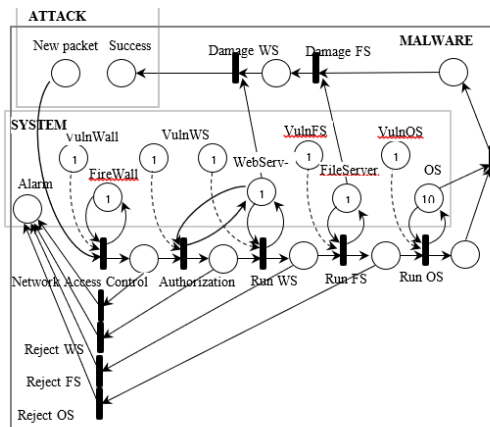 ATTACK
New packet Success
Damage WS
Damage FS
MALWARE
SYSTEM
VulnWall
VulnWS
VulnFS
VulnOS
1
1
1
1
1
FireWall
WebServ-
FileServer
OS
1
1
1
10
Alarm
Network Access Control
Authorization
Run WS
Run FS
Run OS
Reject WS
Reject FS
Reject OS